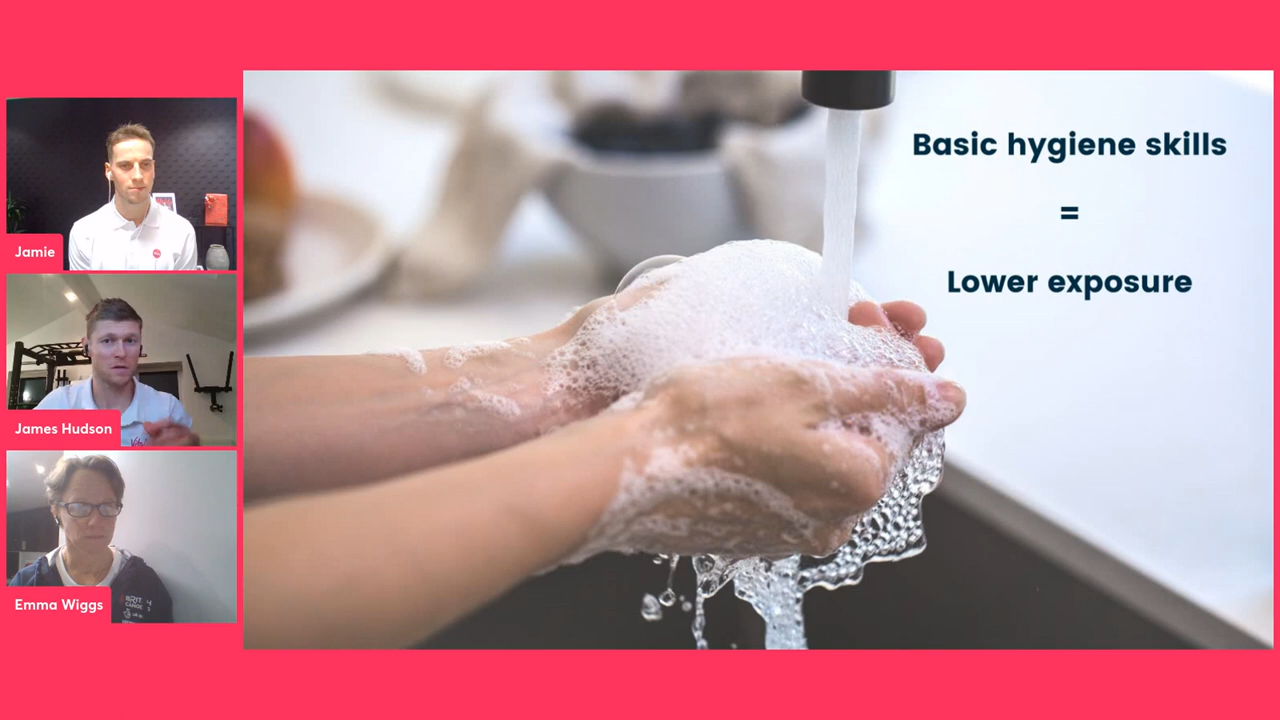 Jamie
James Hudson
Emma Wiggs
Basic hygiene skills
=
Lower exposure